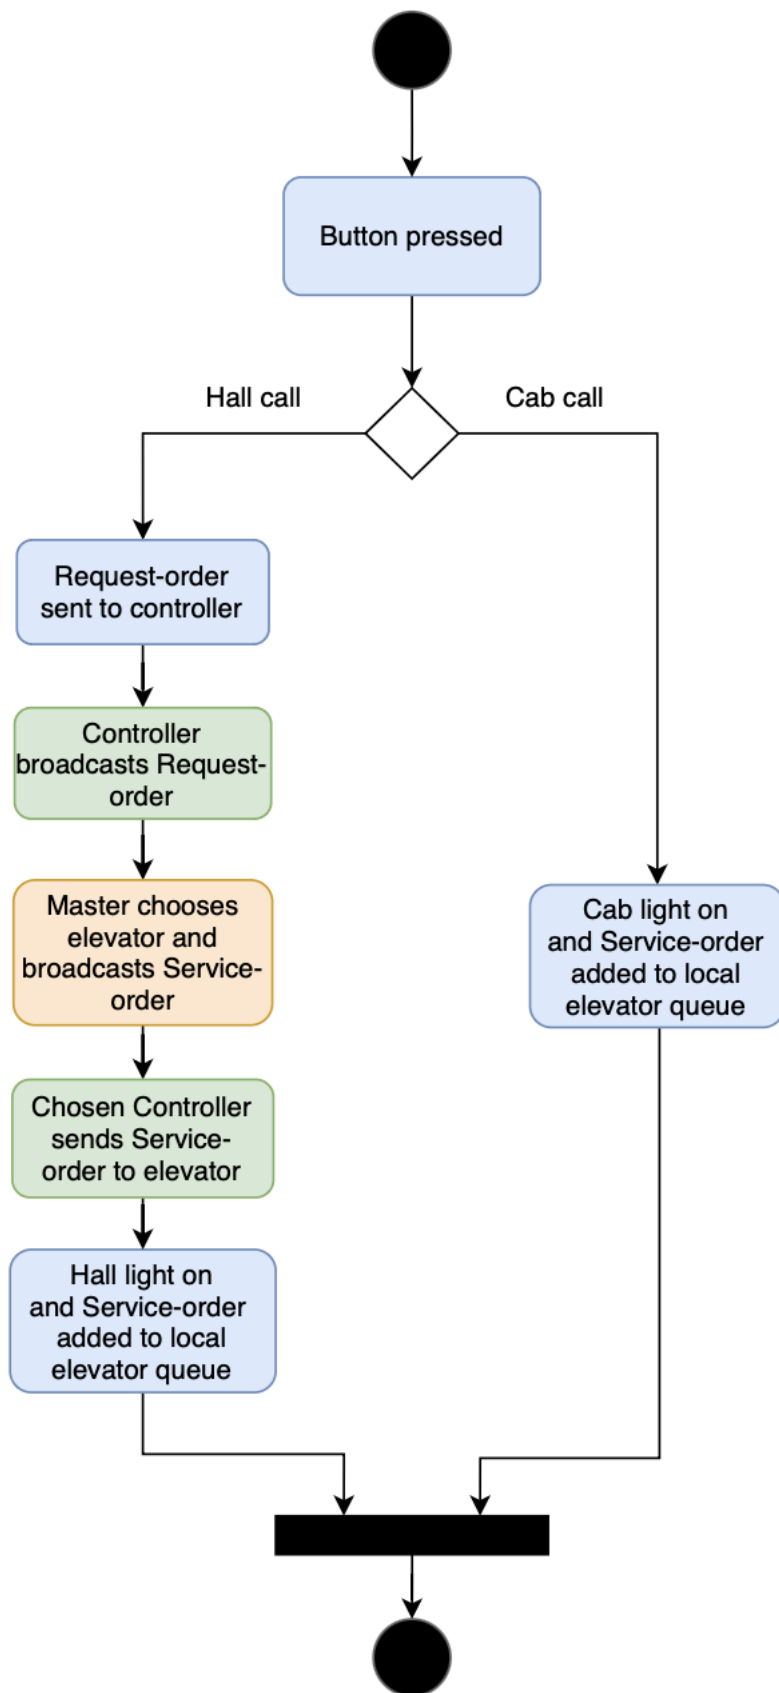 Button pressed
Hall call
Cab call
Request-order
sent to controller
Controller
broadcasts Request-
order
Master chooses
elevator and
broadcasts Service-
order
Cab light on
and Service-order
added to local
elevator queue
Chosen Controller
sends Service-
order to elevator
Hall light on
and Service-order
added to local
elevator queue